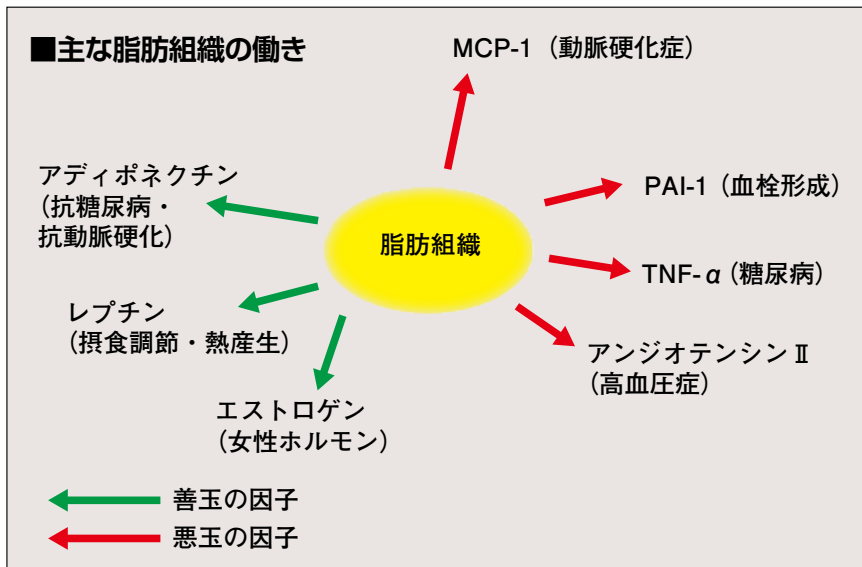 ■主な脂肪組織の働き
MCP-1（動脈硬化症）
アディポネクチン
（抗糖尿病・
抗動脈硬化）
PAI-1（血栓形成）
脂肪組織
TNF-α（糖尿病）
レプチン
（摂食調節・熱産生）
アンジオテンシンⅡ
（高血圧症）
エストロゲン
（女性ホルモン）
善玉の因子
悪玉の因子